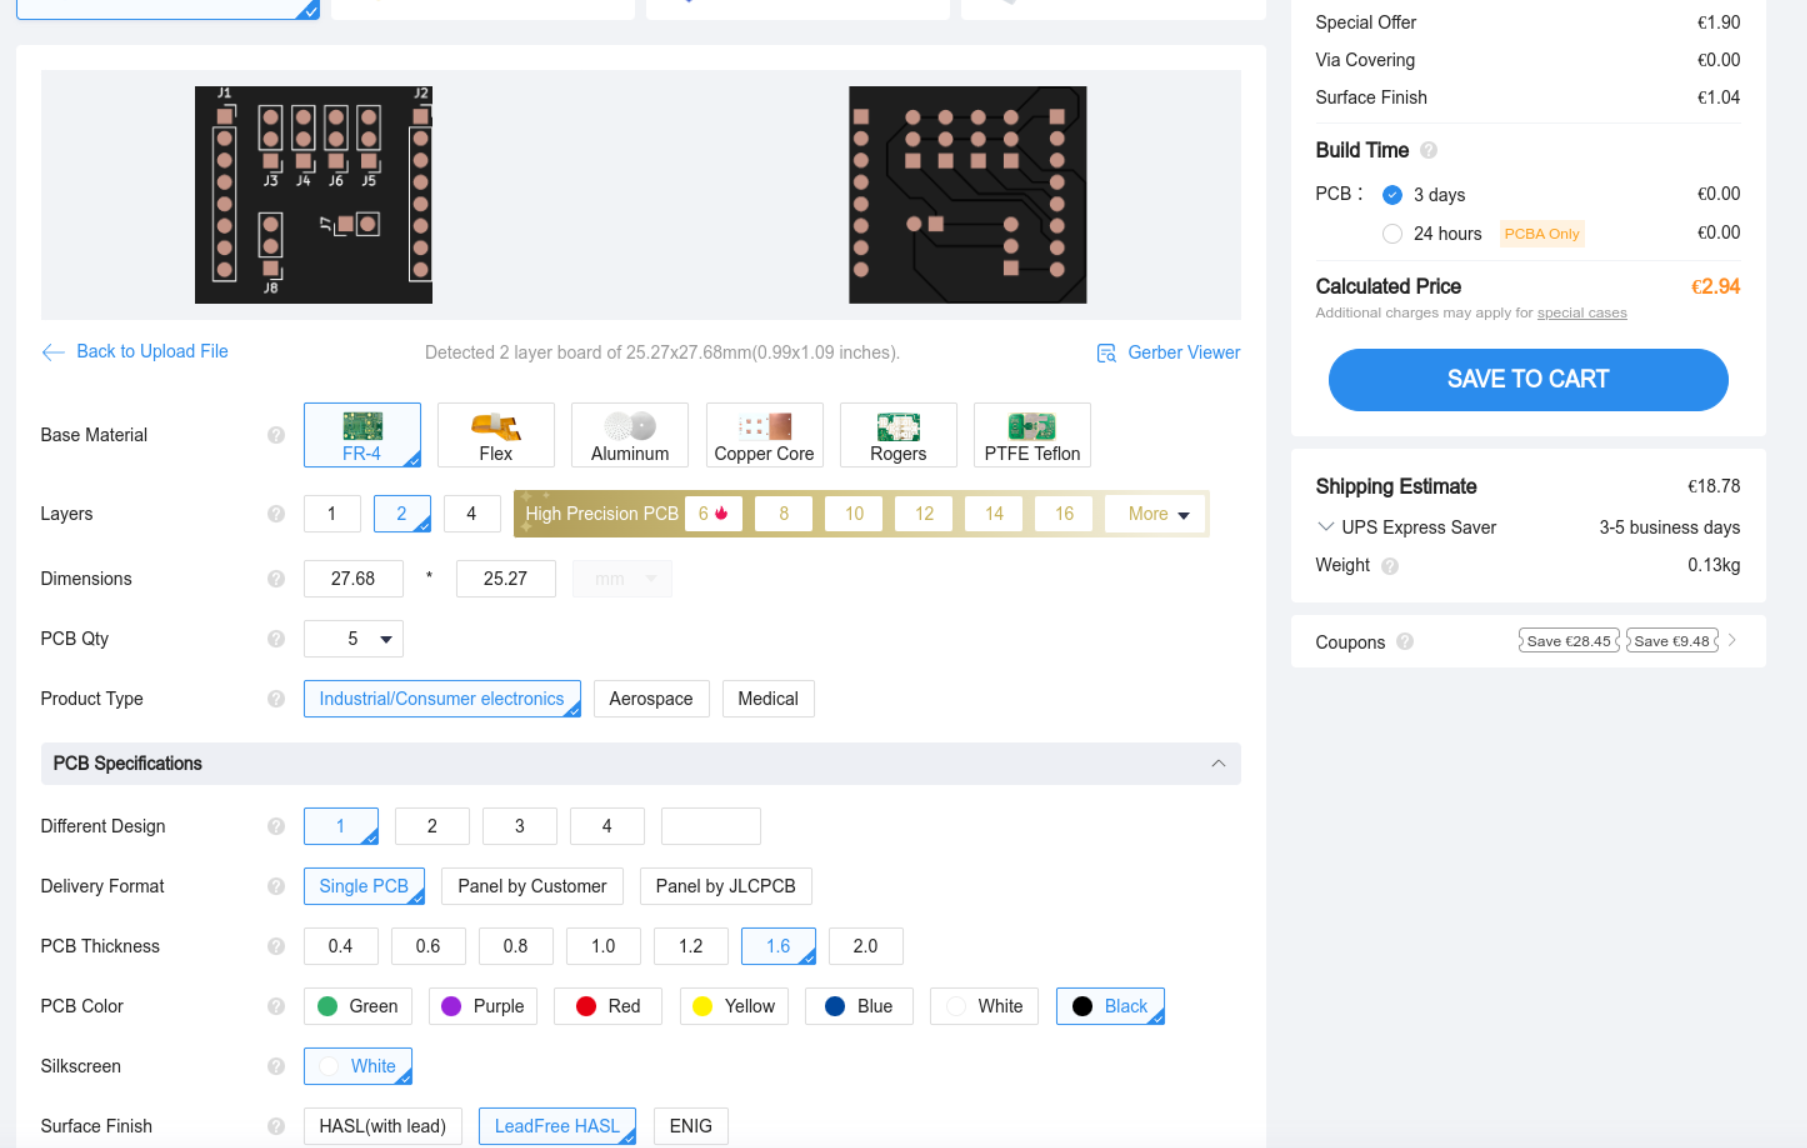 Special Offer €1.90
Via Covering €0.00
Surface Finish €1.04
Build Time ?
PCB : 3 days €0.00
24 hours PCBA Only €0.00
Calculated Price €2.94
Additional charges may apply for special cases
SAVE TO CART
Shipping Estimate €18.78
UPS Express Saver 3-5 business days
Weight ? 0.13kg
Coupons ? Save €28.45 Save €9.48
J1 J2
J3 J4 J6 J5
J7
J8
Back to Upload File Detected 2 layer board of 25.27x27.68mm(0.99x1.09 inches). Gerber Viewer
Base Material ? FR-4 Flex Aluminum Copper Core Rogers PTFE Teflon
Layers ? 1 2 4 High Precision PCB 6 8 10 12 14 16 More
Dimensions ? 27.68 * 25.27 mm
PCB Qty ? 5
Product Type ? Industrial/Consumer electronics Aerospace Medical
PCB Specifications
Different Design ? 1 2 3 4
Delivery Format ? Single PCB Panel by Customer Panel by JLCPCB
PCB Thickness ? 0.4 0.6 0.8 1.0 1.2 1.6 2.0
PCB Color ? Green Purple Red Yellow Blue White Black
Silkscreen ? White
Surface Finish ? HASL(with lead) LeadFree HASL ENIG